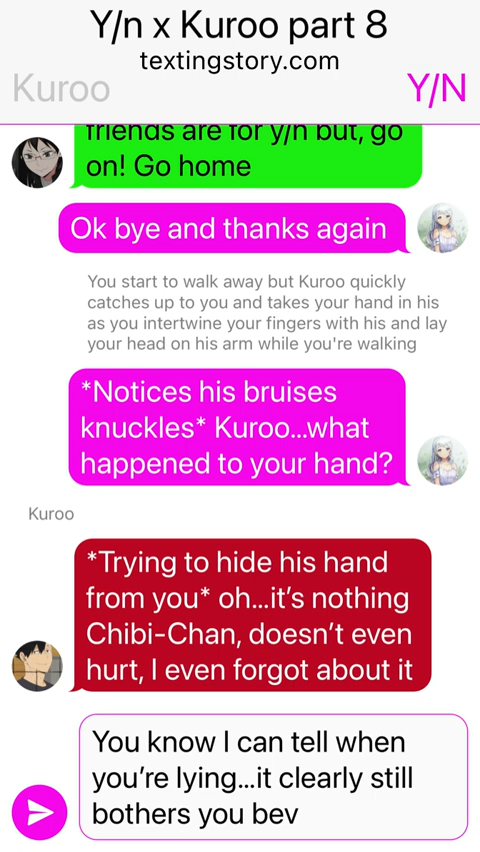 Y/n x Kuroo part 8
textingstory.com
Kuroo
Y/N
friends are for y/n but, go
on! Go home
Ok bye and thanks again
You start to walk away but Kuroo quickly
catches up to you and takes your hand in his
as you intertwine your fingers with his and lay
your head on his arm while you're walking
*Notices his bruises
knuckles* Kuroo...what
happened to your hand?
Kuroo
*Trying to hide his hand
from you* oh...it’s nothing
Chibi-Chan, doesn’t even
hurt, I even forgot about it
You know I can tell when
you’re lying...it clearly still
bothers you bev